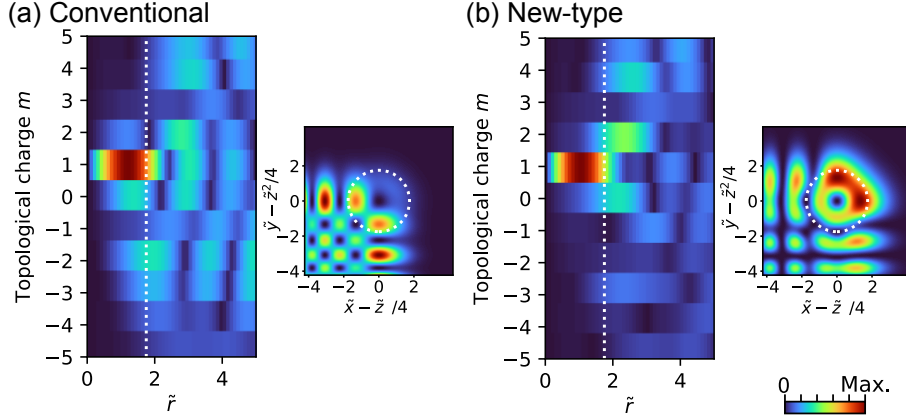 (a) Conventional
Topological charge m
5
4
3
2
1
0
−1
−2
−3
−4
−5
0 2 4
r̃
ỹ − z̃²/4
2
0
−2
−4
−4 −2 0 2
x̃ − z̃ /4
(b) New-type
Topological charge m
5
4
3
2
1
0
−1
−2
−3
−4
−5
0 2 4
r̃
ỹ − z̃²/4
2
0
−2
−4
−4 −2 0 2
x̃ − z̃ /4
0 Max.